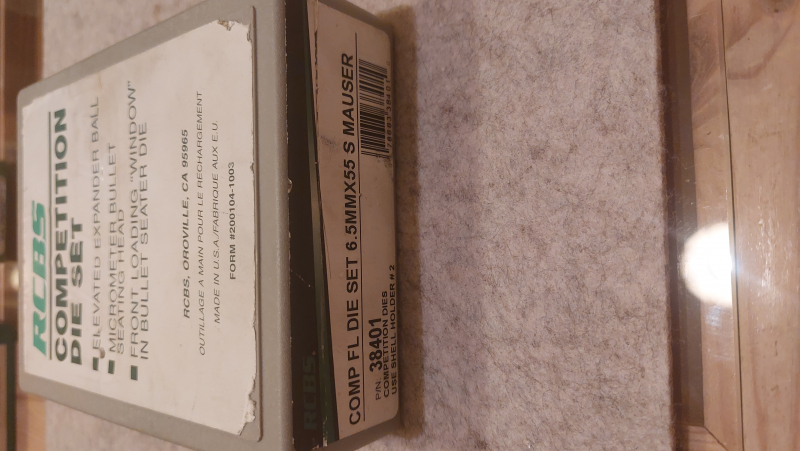 RCBS
COMPETITION
DIE SET
ELEVATED EXPANDER BALL
MICROMETER BULLET
SEATING HEAD
FRONT LOADING "WINDOW"
IN BULLET SEATER DIE
RCBS, OROVILLE, CA 95965
OUTILLAGE A MAIN POUR LE RECHARGEMENT
MADE IN U.S.A./FABRIQUE AUX E.U.
FORM #200104-1003
RCBS
COMP FL DIE SET 6.5MMX55 S MAUSER
P/N. 38401
COMPETITION DIES
USE SHELL HOLDER # 2